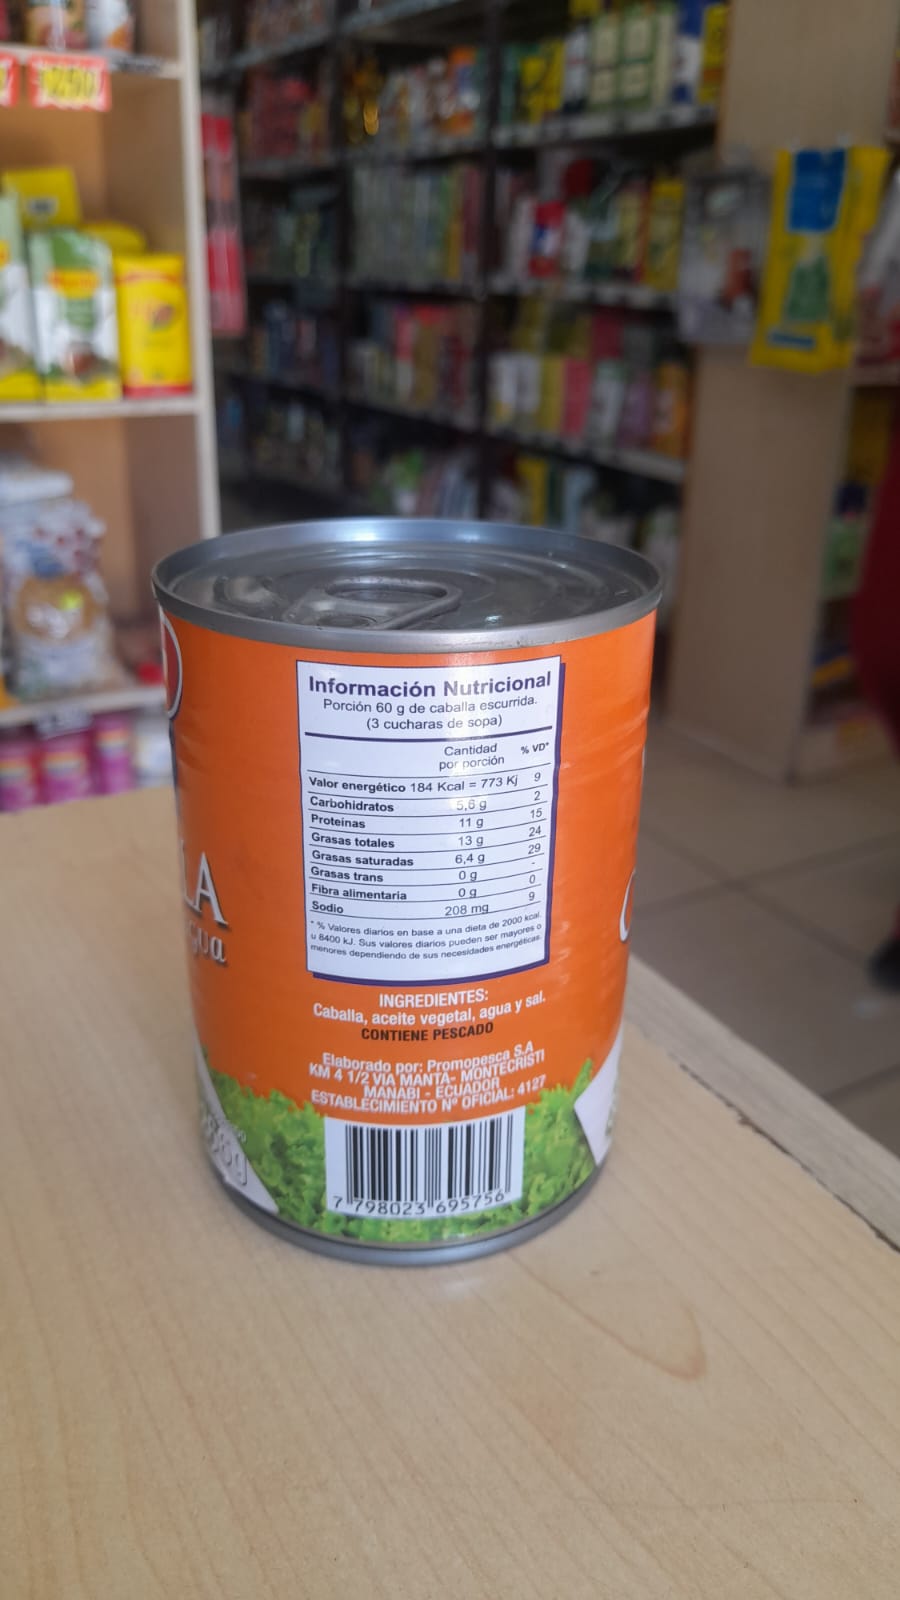 Información Nutricional
Porción 60 g de caballa escurrida.
(3 cucharas de sopa)
Cantidad por porción % VD*
Valor energético 184 Kcal = 773 Kj 9
Carbohidratos 5,6 g 2
Proteínas 11 g 15
Grasas totales 13 g 24
Grasas saturadas 6,4 g 29
Grasas trans 0 g -
Fibra alimentaria 0 g 0
Sodio 208 mg 9
* % Valores diarios en base a una dieta de 2000 kcal.
u 8400 kJ. Sus valores diarios pueden ser mayores o
menores dependiendo de sus necesidades energéticas.
LA
gua
INGREDIENTES:
Caballa, aceite vegetal, agua y sal.
CONTIENE PESCADO
Elaborado por: Promopesca S.A
KM 4 1/2 VIA MANTA- MONTECRISTI
MANABI - ECUADOR
ESTABLECIMIENTO Nº OFICIAL: 4127
7 798023 695756